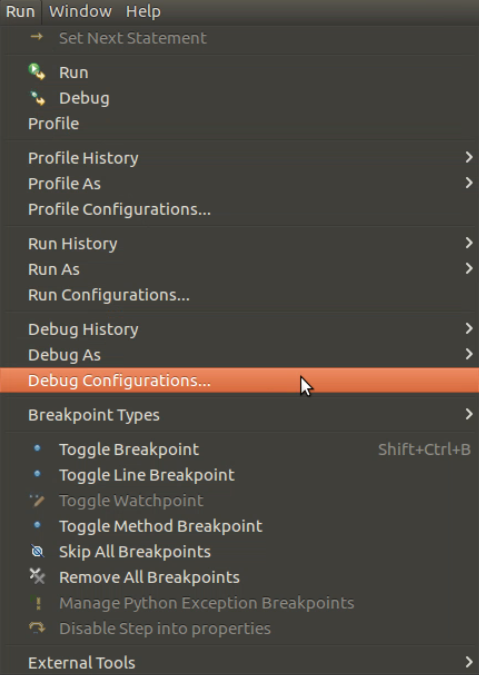 Run Window Help
Set Next Statement
Run
Debug
Profile
Profile History
Profile As
Profile Configurations...
Run History
Run As
Run Configurations...
Debug History
Debug As
Debug Configurations...
Breakpoint Types
Toggle Breakpoint Shift+Ctrl+B
Toggle Line Breakpoint
Toggle Watchpoint
Toggle Method Breakpoint
Skip All Breakpoints
Remove All Breakpoints
Manage Python Exception Breakpoints
Disable Step into properties
External Tools